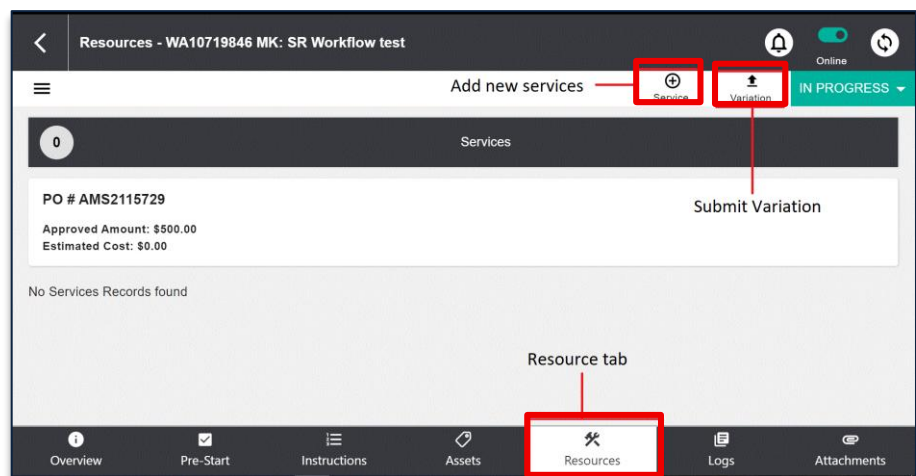 Resources - WA10719846 MK: SR Workflow test
Online
Add new services
Service
Variation
IN PROGRESS
0
Services
PO # AMS2115729
Approved Amount: $500.00
Estimated Cost: $0.00
Submit Variation
No Services Records found
Resource tab
Overview
Pre-Start
Instructions
Assets
Resources
Logs
Attachments